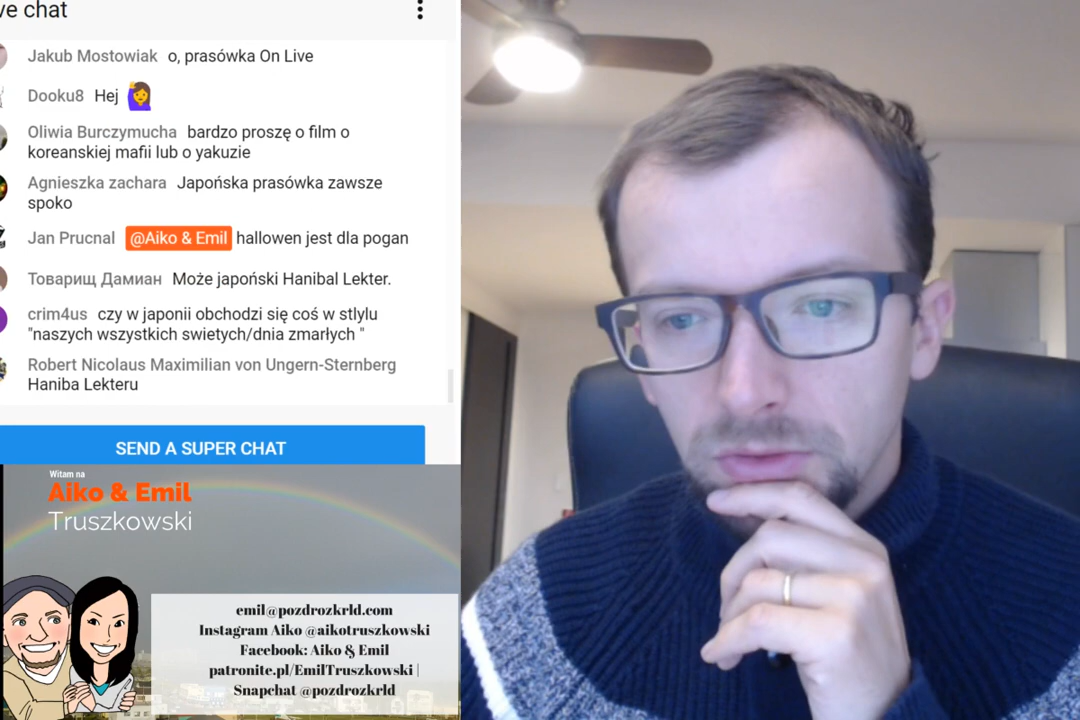 ve chat
Jakub Mostowiak o, prasówka On Live
Dooku8 Hej
Oliwia Burczymucha bardzo proszę o film o
koreanskiej mafii lub o yakuzie
Agnieszka zachara Japońska prasówka zawsze
spoko
Jan Prucnal @Aiko & Emil hallowen jest dla pogan
Товарищ Дамиан Może japoński Hanibal Lekter.
crim4us czy w japonii obchodzi się coś w stlylu
"naszych wszystkich swietych/dnia zmarłych "
Robert Nicolaus Maximilian von Ungern-Sternberg
Haniba Lekteru
SEND A SUPER CHAT
Witam na
Aiko & Emil
Truszkowski
emil@pozdrozkrld.com
Instagram Aiko @aikotruszkowski
Facebook: Aiko & Emil
patronite.pl/EmilTruszkowski |
Snapchat @pozdrozkrld